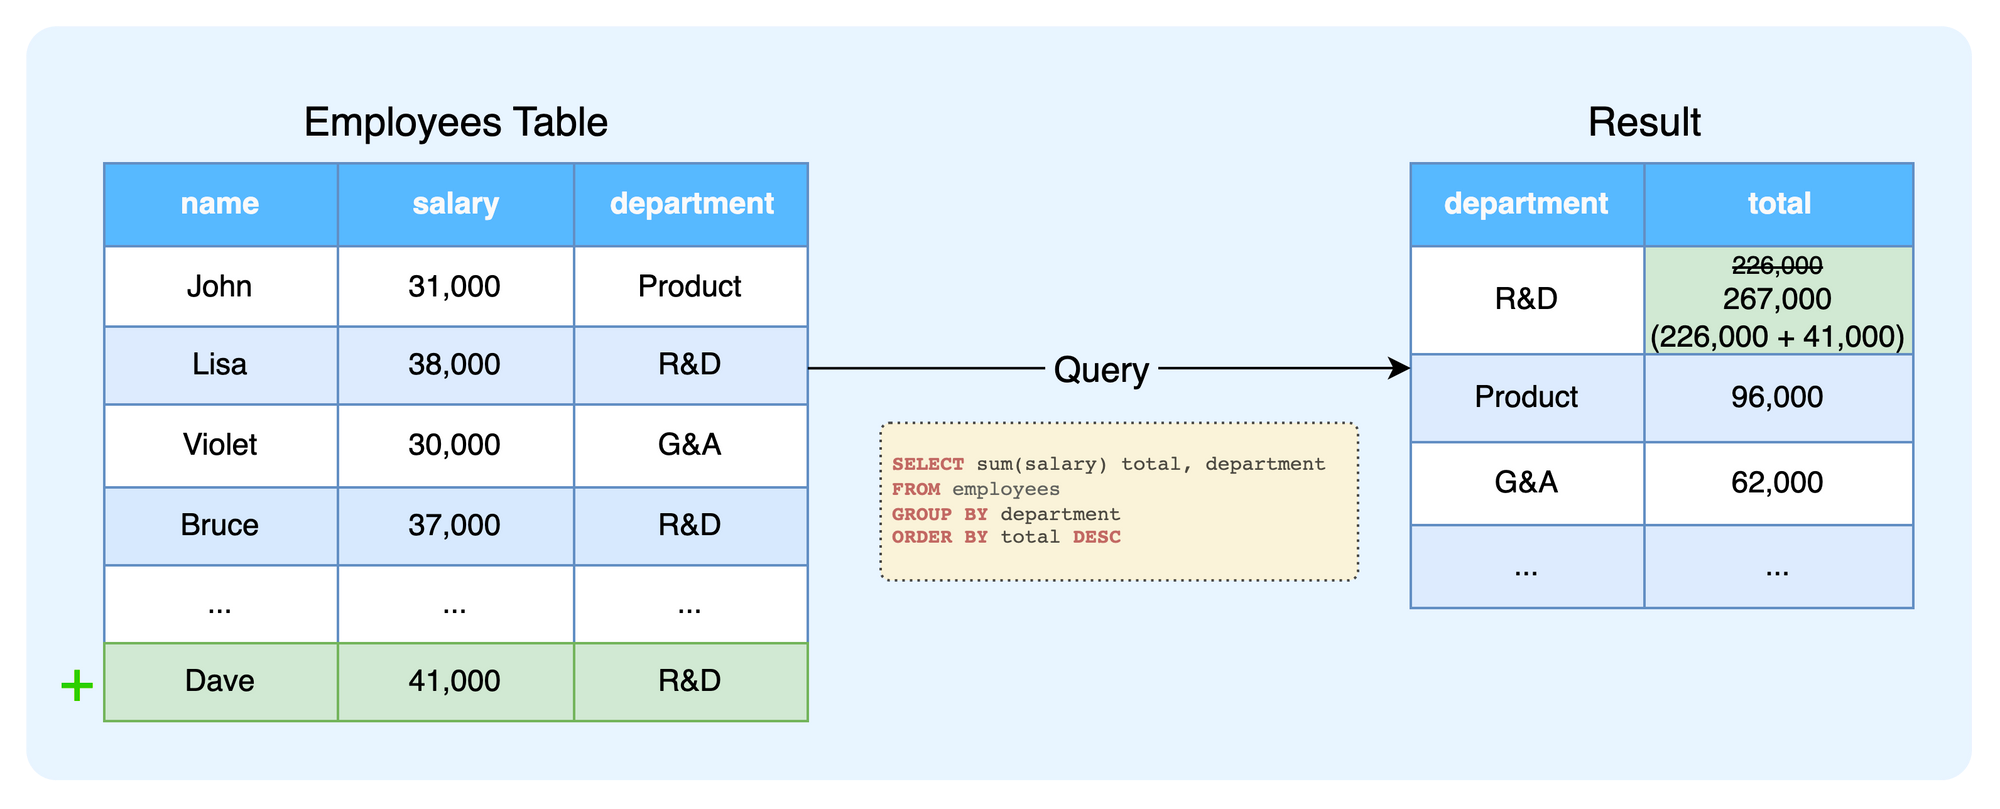 Employees Table
name salary department
John 31,000 Product
Lisa 38,000 R&D
Violet 30,000 G&A
Bruce 37,000 R&D
... ... ...
+ Dave 41,000 R&D
Query
SELECT sum(salary) total, department
FROM employees
GROUP BY department
ORDER BY total DESC
Result
department total
R&D 226,000
267,000
(226,000 + 41,000)
Product 96,000
G&A 62,000
... ...